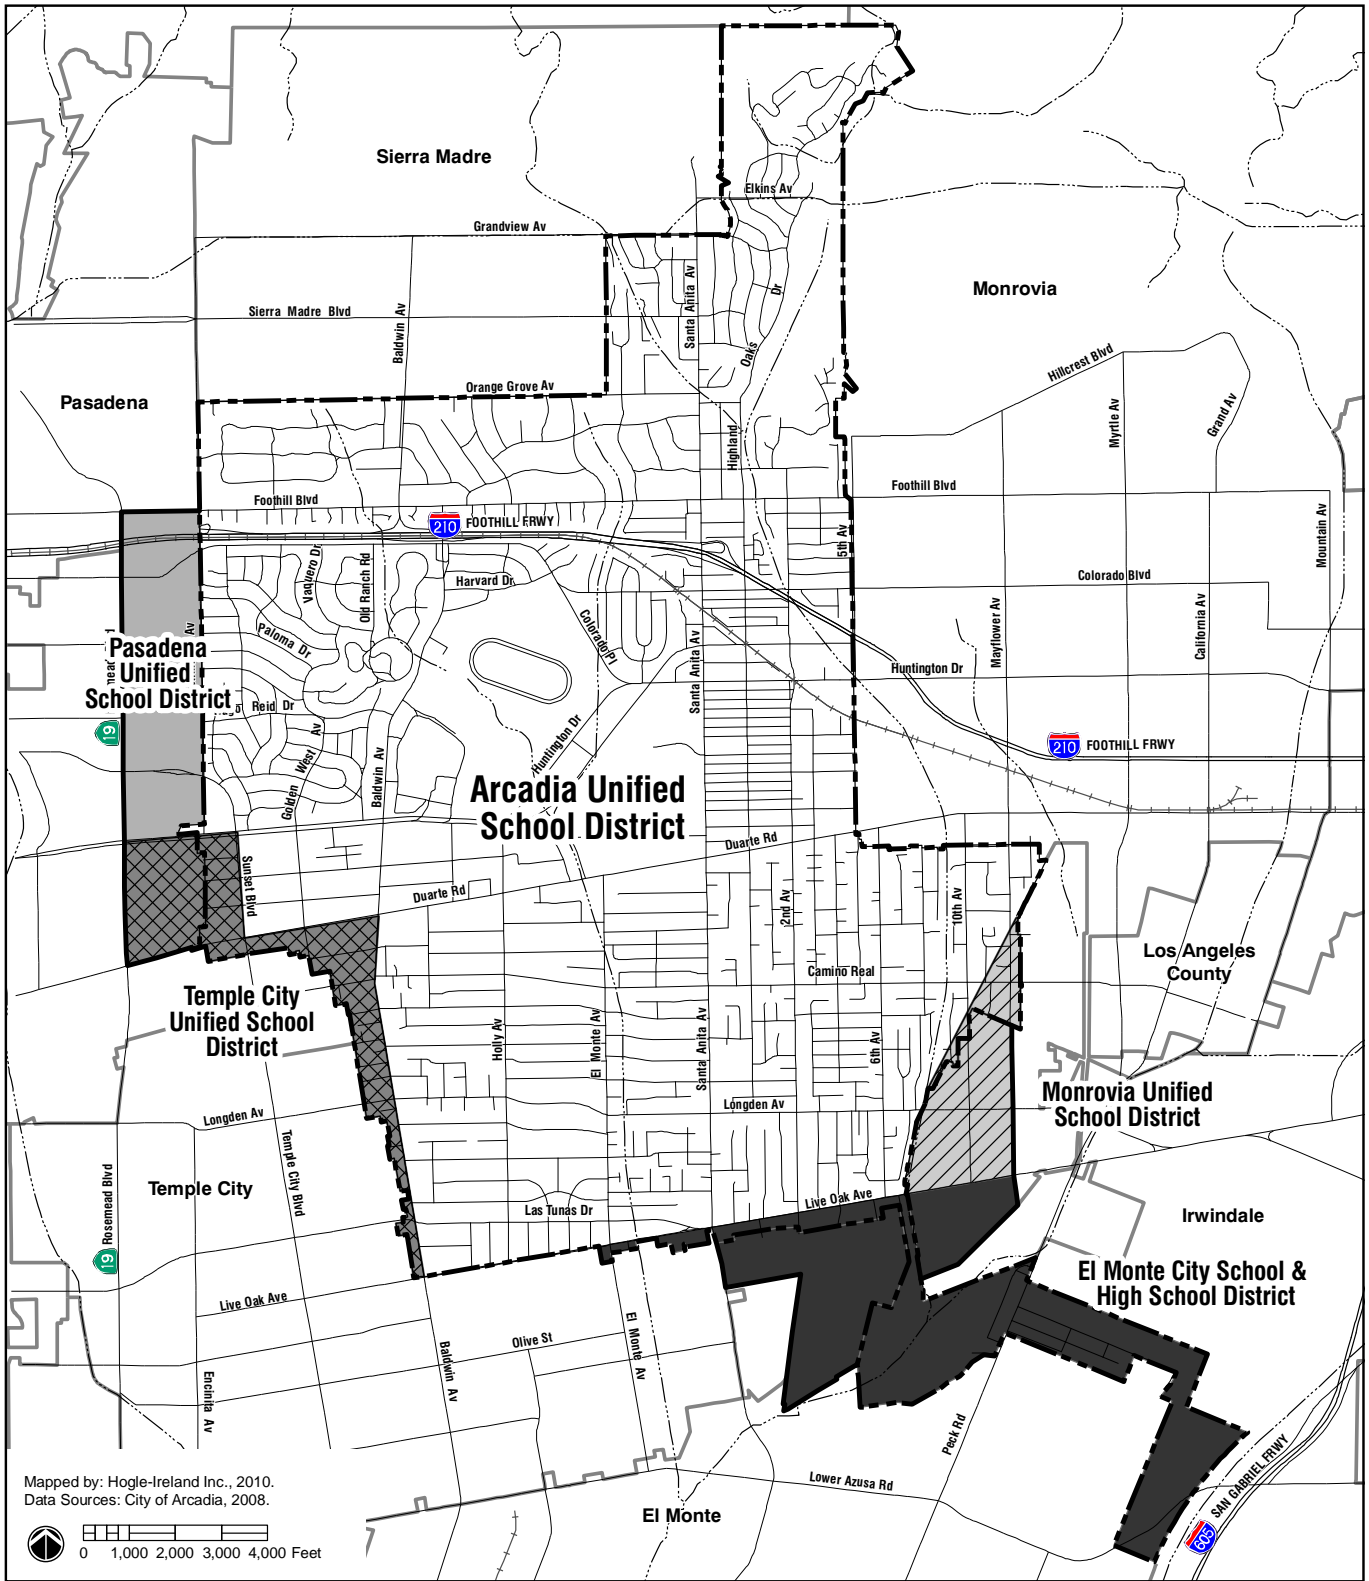 Sierra Madre
Elkins Av
Grandview Av
Santa Anita Av
Monrovia
Dr
Oaks
Sierra Madre Blvd
Baldwin Av
Hillcrest Blvd
Orange Grove Av
Pasadena
Myrtle Av
Grand Av
Highland
Foothill Blvd
Foothill Blvd
210 FOOTHILL FRWY
5th Av
Mountain Av
Vaquero Dr
Old Ranch Rd
Harvard Dr
Colorado Blvd
Colorado Pl
Mayflower Av
California Av
Paloma Dr
Av
Santa Anita Av
Pasadena
Unified
School District
Huntington Dr
Reid Dr
19
Golden West Av
Baldwin Av
Huntington Dr
210 FOOTHILL FRWY
Arcadia Unified
School District
Duarte Rd
Sunset Blvd
Duarte Rd
2nd Av
10th Av
Camino Real
Los Angeles
County
Temple City
Unified School
District
Holly Av
El Monte Av
Santa Anita Av
6th Av
Monrovia Unified
School District
Longden Av
Longden Av
Temple City Blvd
Rosemead Blvd
Temple City
Live Oak Ave
Las Tunas Dr
Irwindale
19
El Monte City School &
High School District
Live Oak Ave
Olive St
El Monte Av
Baldwin Av
Encinita Av
Peck Rd
Lower Azusa Rd
SAN GABRIEL FRWY
605
El Monte
Mapped by: Hogle-Ireland Inc., 2010.
Data Sources: City of Arcadia, 2008.
0 1,000 2,000 3,000 4,000 Feet